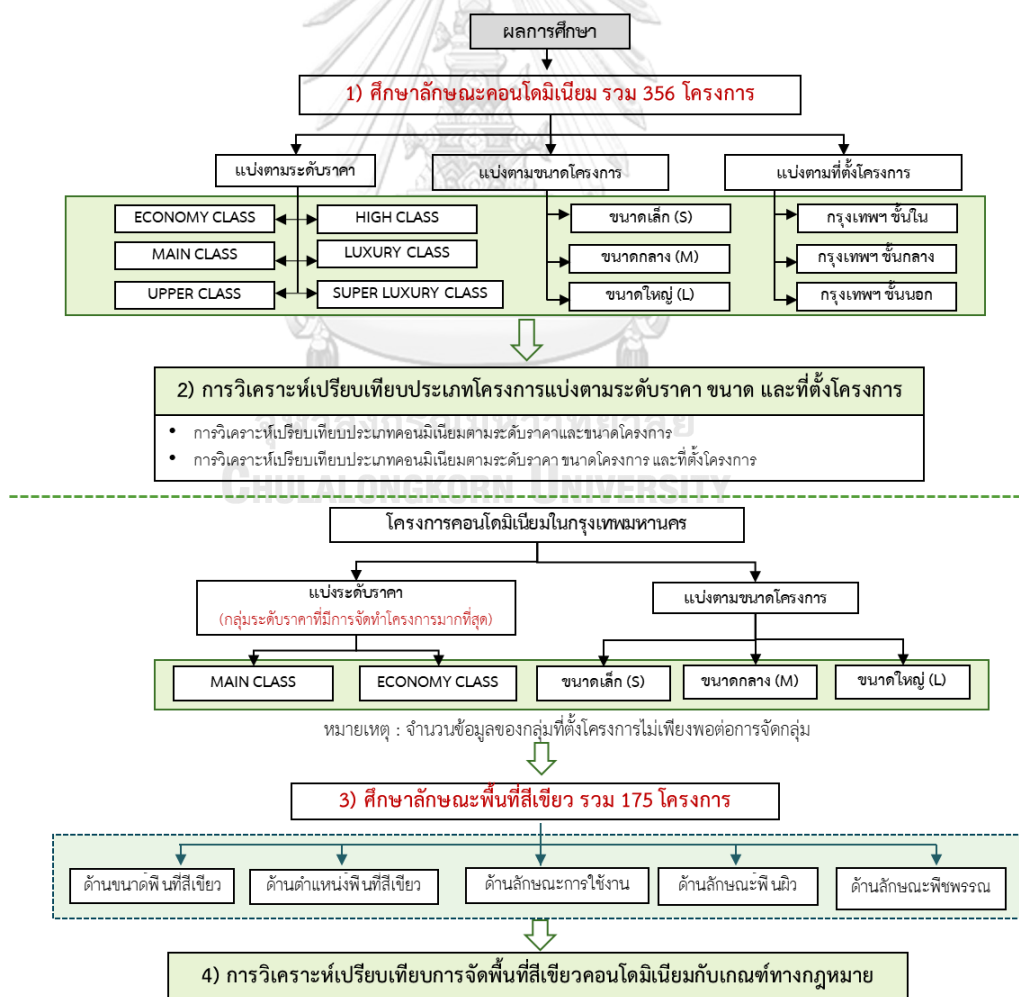 ผลการศึกษา
1) ศึกษาลักษณะคอนโดมิเนียม รวม 356 โครงการ
แบ่งตามระดับราคา
แบ่งตามขนาดโครงการ
แบ่งตามที่ตั้งโครงการ
ECONOMY CLASS
HIGH CLASS
ขนาดเล็ก (S)
กรุงเทพฯ ชั้นใน
MAIN CLASS
LUXURY CLASS
ขนาดกลาง (M)
กรุงเทพฯ ชั้นกลาง
UPPER CLASS
SUPER LUXURY CLASS
ขนาดใหญ่ (L)
กรุงเทพฯ ชั้นนอก
2) การวิเคราะห์เปรียบเทียบประเภทโครงการแบ่งตามระดับราคา ขนาด และที่ตั้งโครงการ
จุฬาลงกรณ์มหาวิทยาลัย
• การวิเคราะห์เปรียบเทียบประเภทคอนมิเนียมตามระดับราคาและขนาดโครงการ
• การวิเคราะห์เปรียบเทียบประเภทคอนมิเนียมตามระดับราคา ขนาดโครงการ และที่ตั้งโครงการ
CHULALONGKORN UNIVERSITY
โครงการคอนโดมิเนียมในกรุงเทพมหานคร
แบ่งระดับราคา
(กลุ่มระดับราคาที่มีการจัดทำโครงการมากที่สุด)
แบ่งตามขนาดโครงการ
MAIN CLASS
ECONOMY CLASS
ขนาดเล็ก (S)
ขนาดกลาง (M)
ขนาดใหญ่ (L)
หมายเหตุ : จำนวนข้อมูลของกลุ่มที่ตั้งโครงการไม่เพียงพอต่อการจัดกลุ่ม
3) ศึกษาลักษณะพื้นที่สีเขียว รวม 175 โครงการ
ด้านขนาดพื้นที่สีเขียว
ด้านตำแหน่งพื้นที่สีเขียว
ด้านลักษณะการใช้งาน
ด้านลักษณะพื้นผิว
ด้านลักษณะพืชพรรณ
4) การวิเคราะห์เปรียบเทียบการจัดพื้นที่สีเขียวคอนโดมิเนียมกับเกณฑ์ทางกฎหมาย